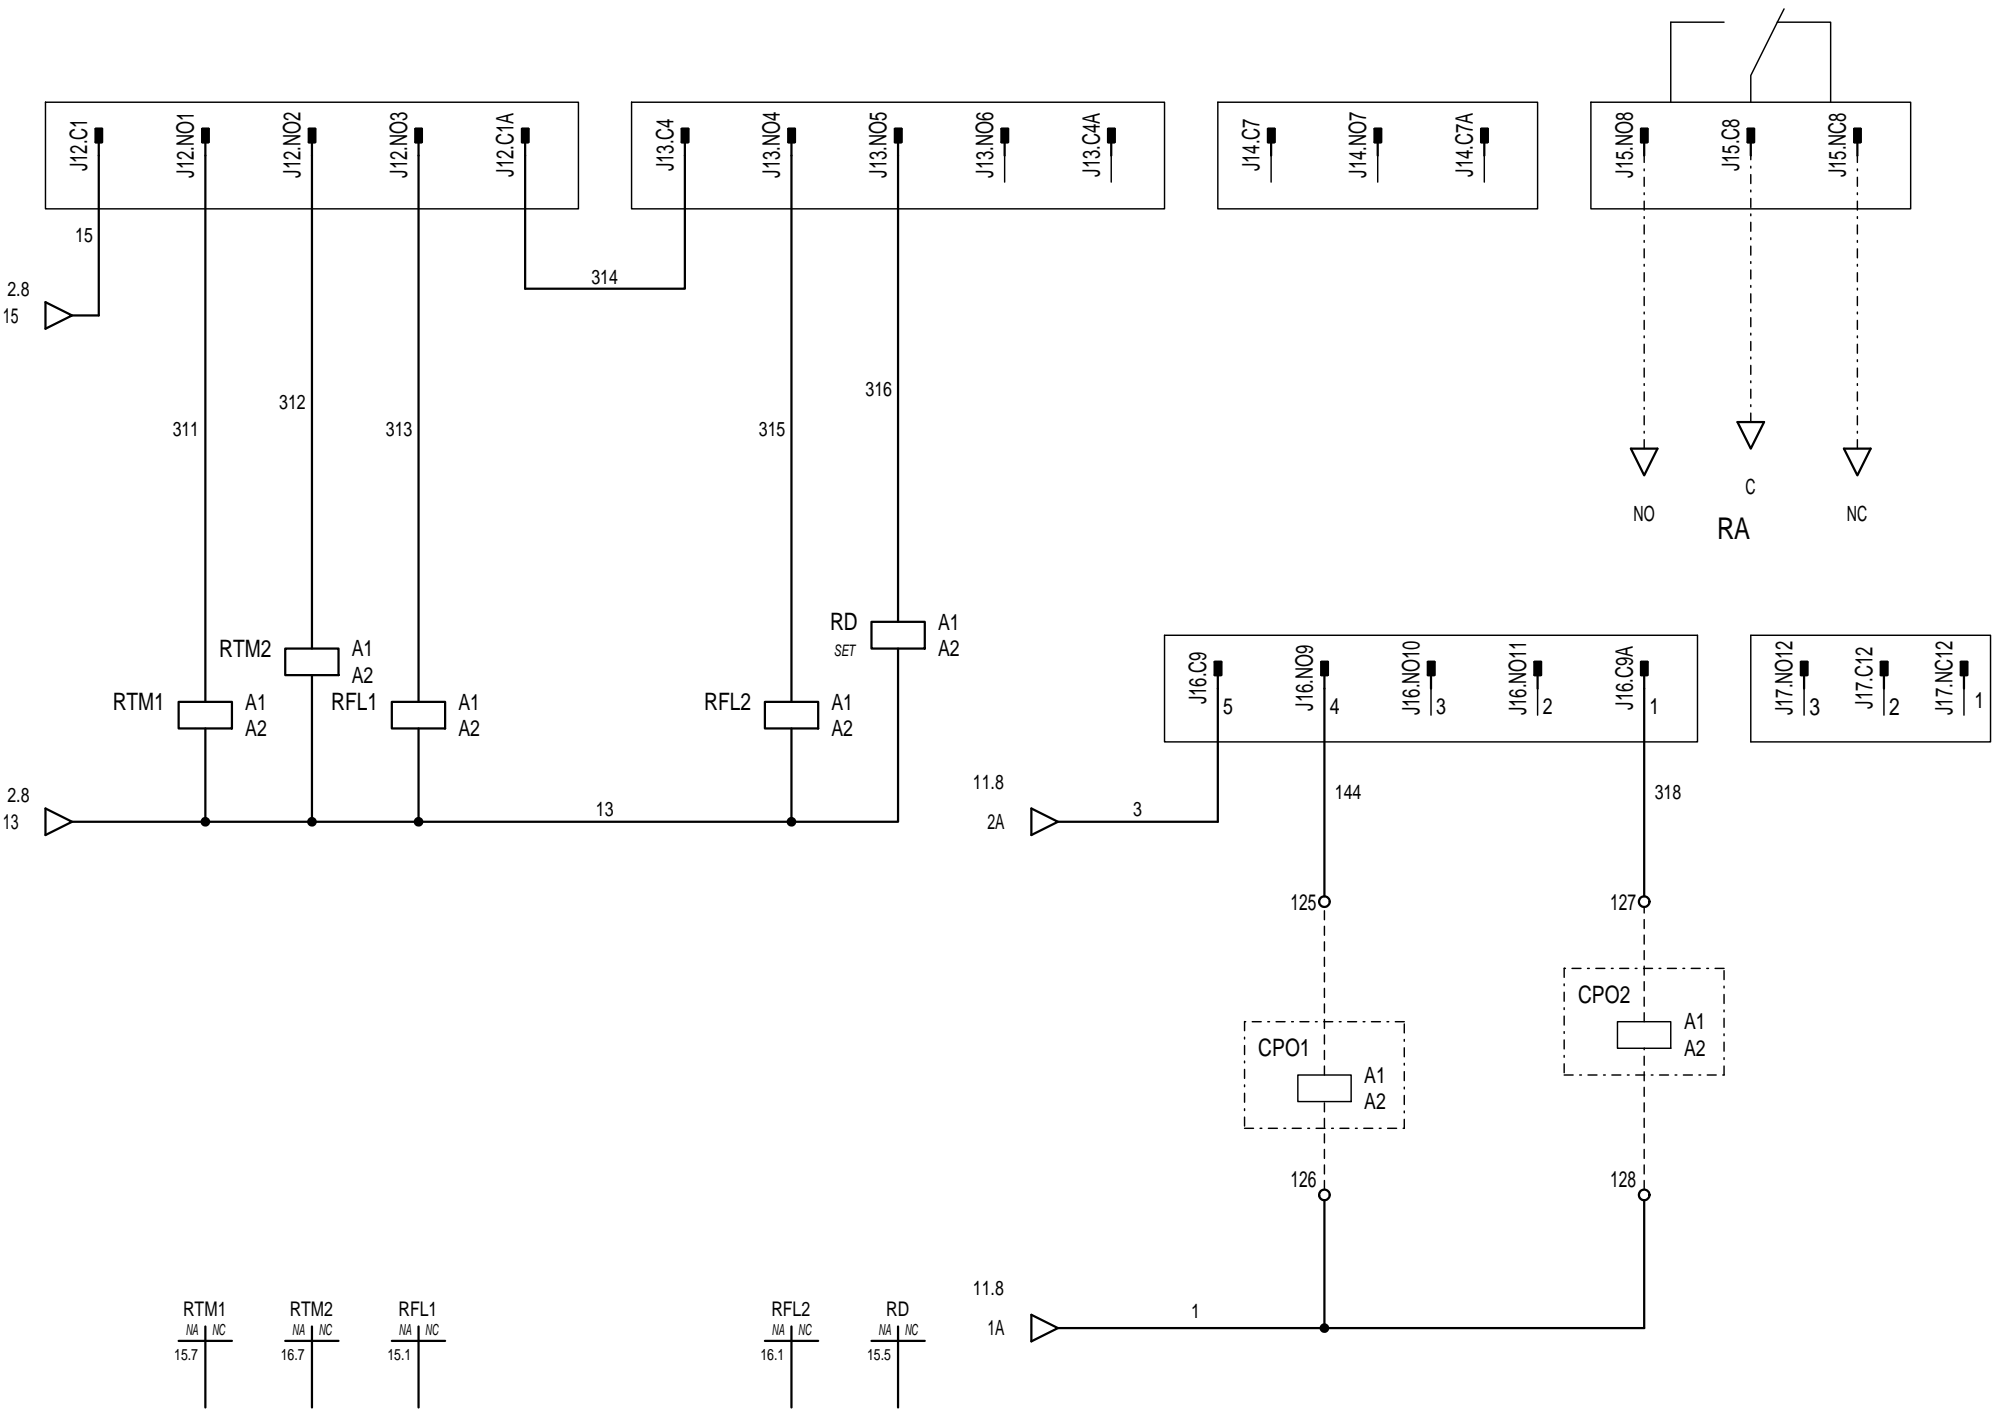 J12.C1
J12.NO1
J12.NO2
J12.NO3
J12.C1A
J13.C4
J13.NO4
J13.NO5
J13.NO6
J13.C4A
J14.C7
J14.NO7
J14.C7A
J15.NO8
J15.C8
J15.NC8
15
2.8
15
314
316
312
311
313
315
C
NO
NC
RA
RD
SET
A1
A2
RTM2
A1
A2
RTM1
A1
A2
RFL1
A1
A2
RFL2
A1
A2
J16.C9
5
J16.NO9
4
J16.NO10
3
J16.NO11
2
J16.C9A
1
J17.NO12
3
J17.C12
2
J17.NC12
1
2.8
13
13
11.8
2A
3
144
318
125
127
CPO2
A1
A2
CPO1
A1
A2
126
128
11.8
1A
1
RTM1
NA NC
15.7
RTM2
NA NC
16.7
RFL1
NA NC
15.1
RFL2
NA NC
16.1
RD
NA NC
15.5